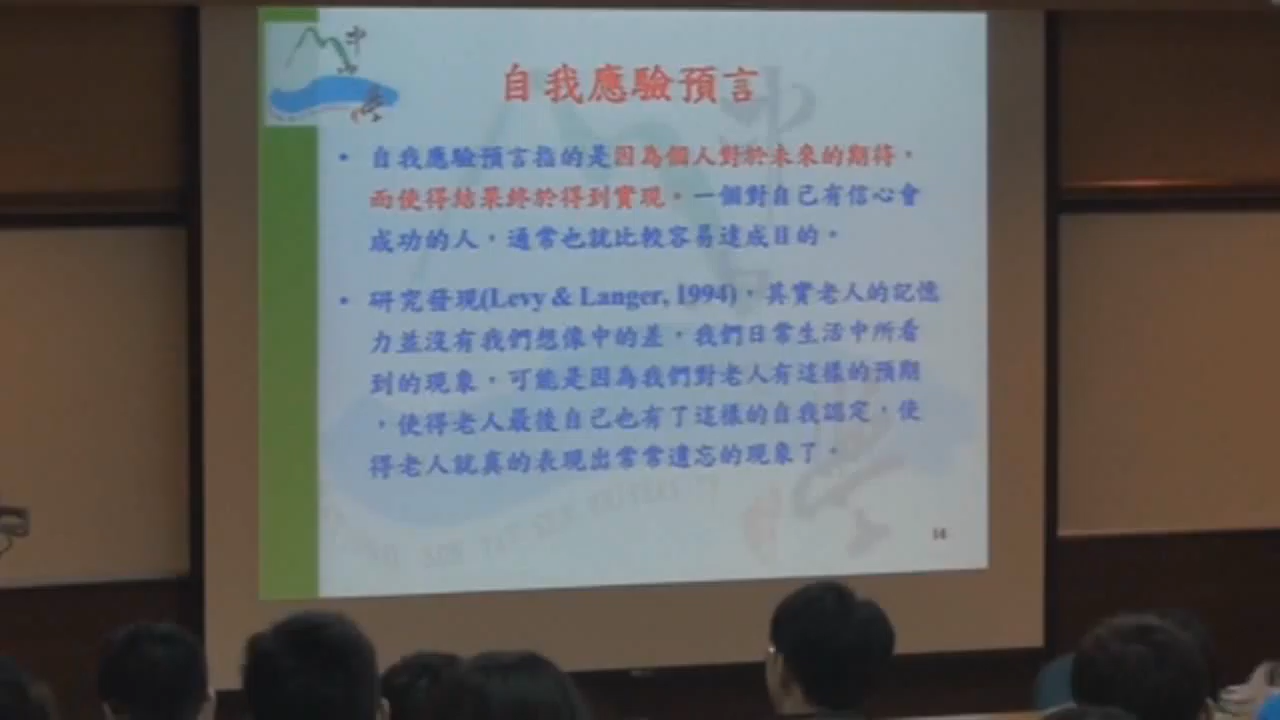 自我應驗預言
• 自我應驗預言指的是因為個人對於未來的期待，
而使得結果終於得到實現。一個對自己有信心會
成功的人，通常也就比較容易達成目的。
• 研究發現(Levy & Langer, 1994)，其實老人的記憶
力並沒有我們想像中的差，我們日常生活中所看
到的現象，可能是因為我們對老人有這樣的預期
，使得老人最後自己也有了這樣的自我認定，使
得老人就真的表現出常常遺忘的現象了。